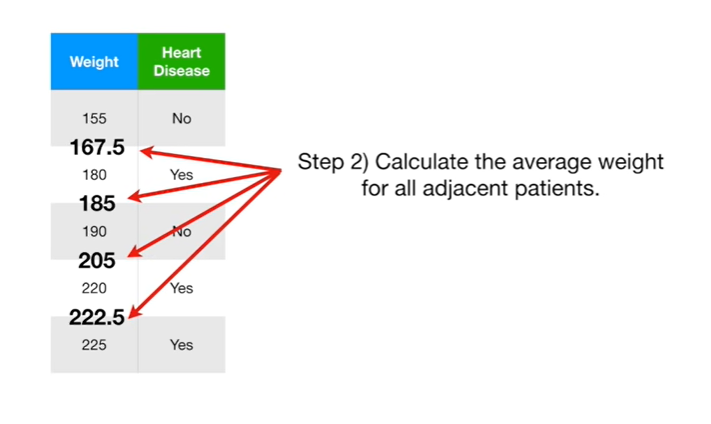 Weight
Heart
Disease
155 No
167.5
180 Yes
185
190 No
205
220 Yes
222.5
225 Yes
Step 2) Calculate the average weight
for all adjacent patients.